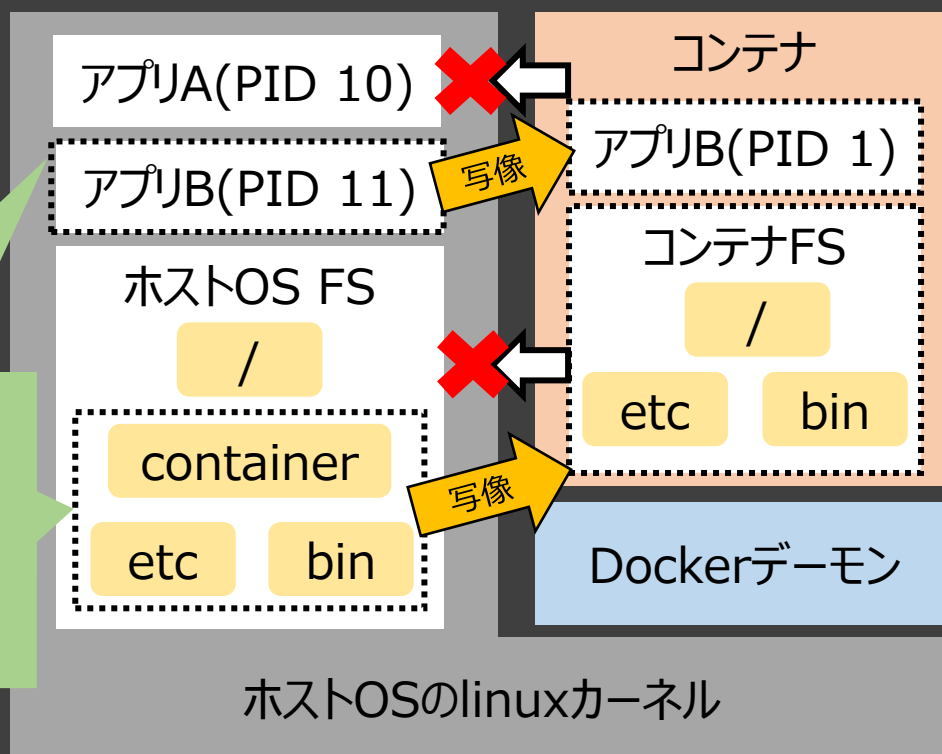 アプリA(PID 10)
アプリB(PID 11)
写像
ホストOS FS
/
container
etc
bin
写像
コンテナ
アプリB(PID 1)
コンテナFS
/
etc
bin
Dockerデーモン
ホストOSのlinuxカーネル